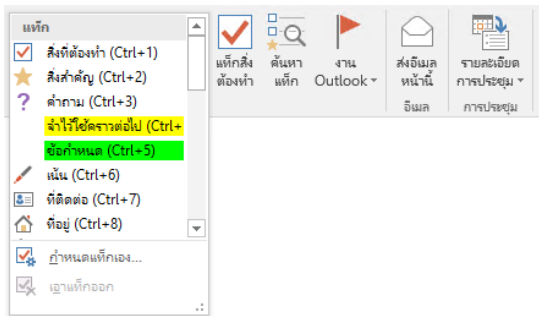 แท็ก
สิ่งที่ต้องทำ (Ctrl+1)
สิ่งสำคัญ (Ctrl+2)
คำถาม (Ctrl+3)
จำไว้ใช้คราวต่อไป (Ctrl+
ข้อกำหนด (Ctrl+5)
เน้น (Ctrl+6)
ที่ติดต่อ (Ctrl+7)
ที่อยู่ (Ctrl+8)
กำหนดแท็กเอง...
เอาแท็กออก
แท็กสิ่ง
ต้องทำ
ค้นหา
แท็ก
งาน
Outlook
ส่งอีเมล
หน้านี้
อีเมล
รายละเอียด
การประชุม
การประชุม